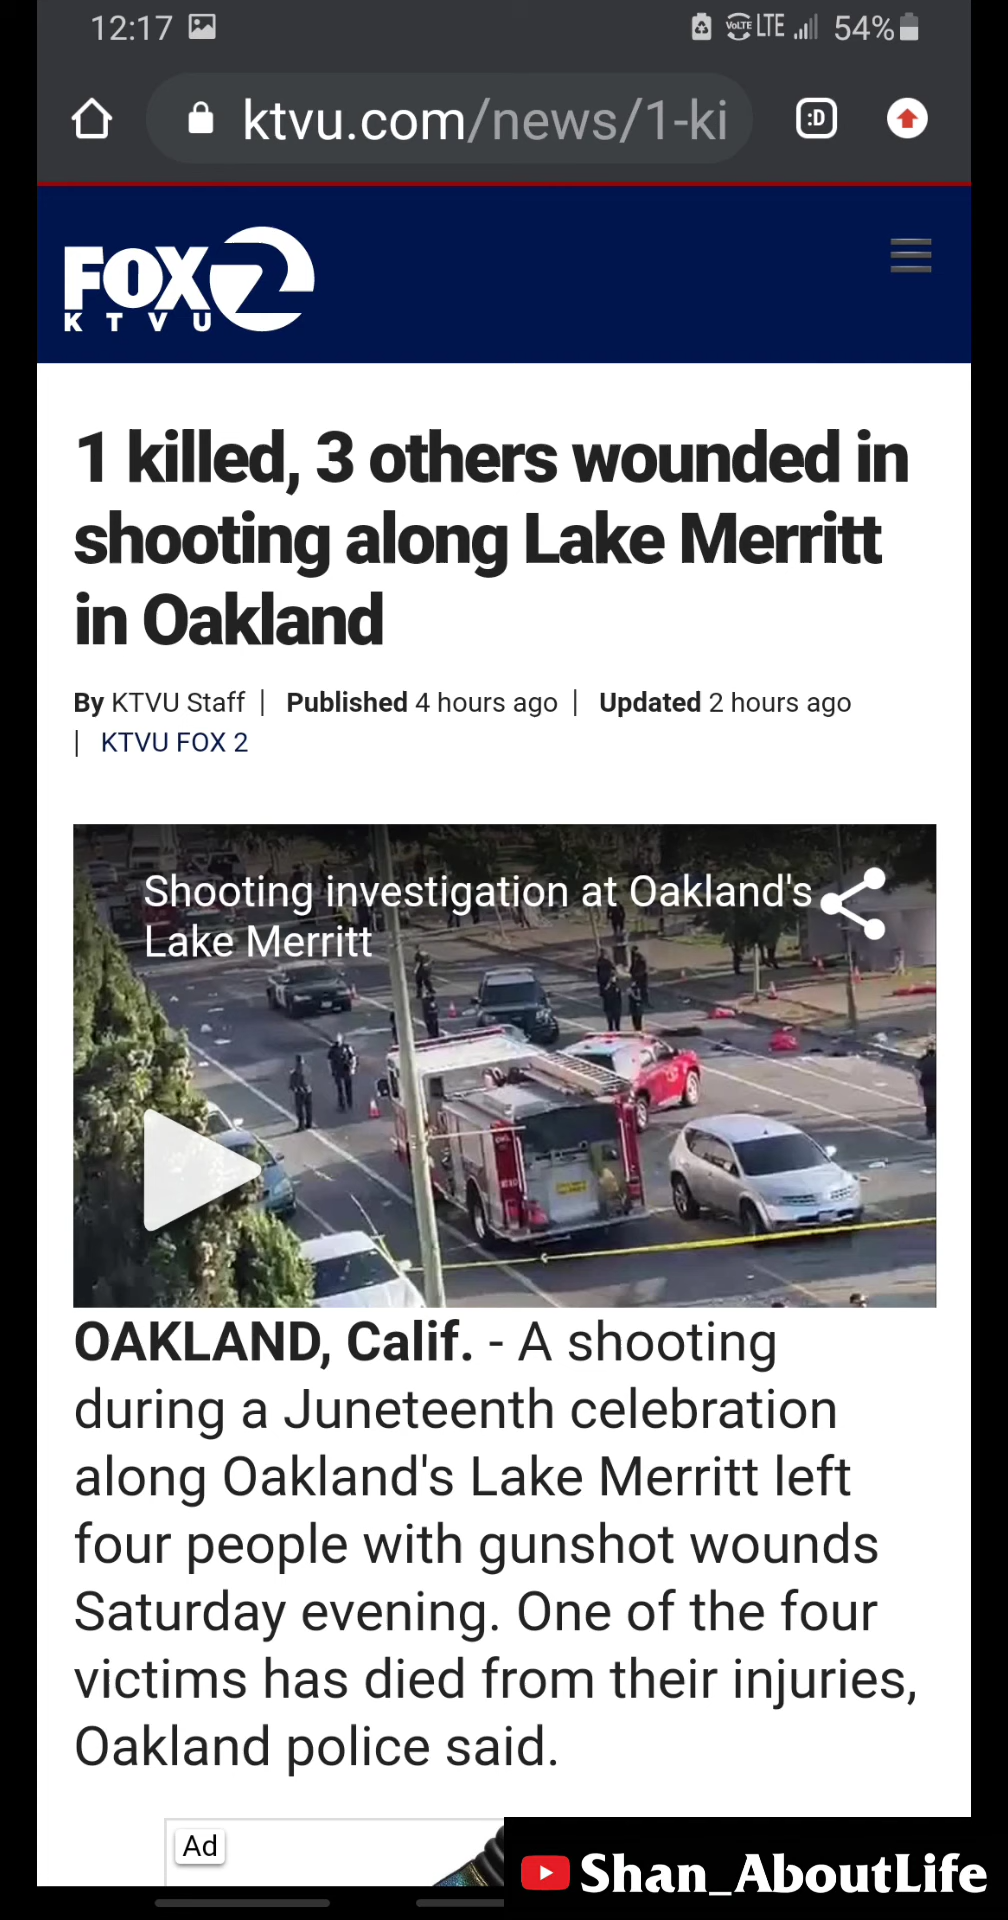 12:17
VoLTE LTE 54%
ktvu.com/news/1-ki :D
FOX 2
KTVU
1 killed, 3 others wounded in
shooting along Lake Merritt
in Oakland
By KTVU Staff | Published 4 hours ago | Updated 2 hours ago
| KTVU FOX 2
Shooting investigation at Oakland's
Lake Merritt
OAKLAND, Calif. - A shooting
during a Juneteenth celebration
along Oakland's Lake Merritt left
four people with gunshot wounds
Saturday evening. One of the four
victims has died from their injuries,
Oakland police said.
Ad
Shan_AboutLife